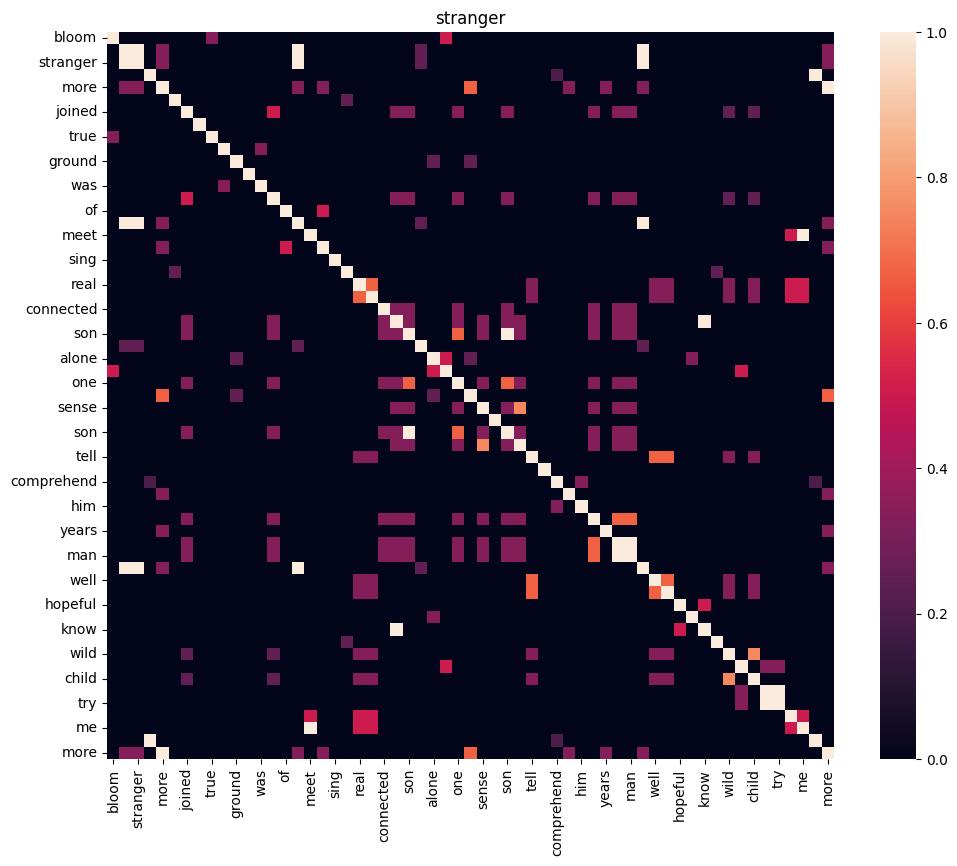 stranger
bloom
stranger
more
joined
true
ground
was
of
meet
sing
real
connected
son
alone
one
sense
son
tell
comprehend
him
years
man
well
hopeful
know
wild
child
try
me
more
1.0
0.8
0.6
0.4
0.2
0.0
bloom
stranger
more
joined
true
ground
was
of
meet
sing
real
connected
son
alone
one
sense
son
tell
comprehend
him
years
man
well
hopeful
know
wild
child
try
me
more